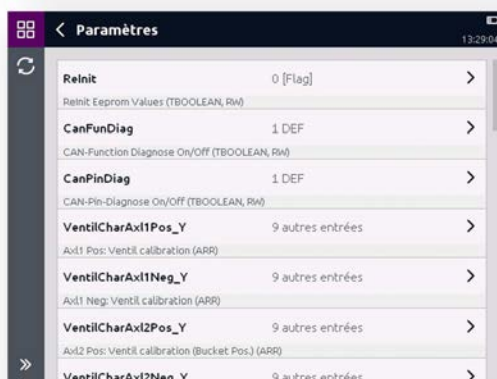 Paramètres
13:29:04
ReInit 0 [Flag] >
ReInit Eeprom Values (TBOOLEAN, RW)
CanFunDiag 1 DEF >
CAN-Function Diagnose On/Off (TBOOLEAN, RW)
CanPinDiag 1 DEF >
CAN-Pin-Diagnose On/Off (TBOOLEAN, RW)
VentilCharAxl1Pos_Y 9 autres entrées >
Axl1 Pos: Ventil calibration (ARR)
VentilCharAxl1Neg_Y 9 autres entrées >
Axl1 Neg: Ventil calibration (ARR)
VentilCharAxl2Pos_Y 9 autres entrées >
Axl2 Pos: Ventil calibration (Bucket Pos.) (ARR)
VentilCharAxl2Neg_Y 9 autres entrées >